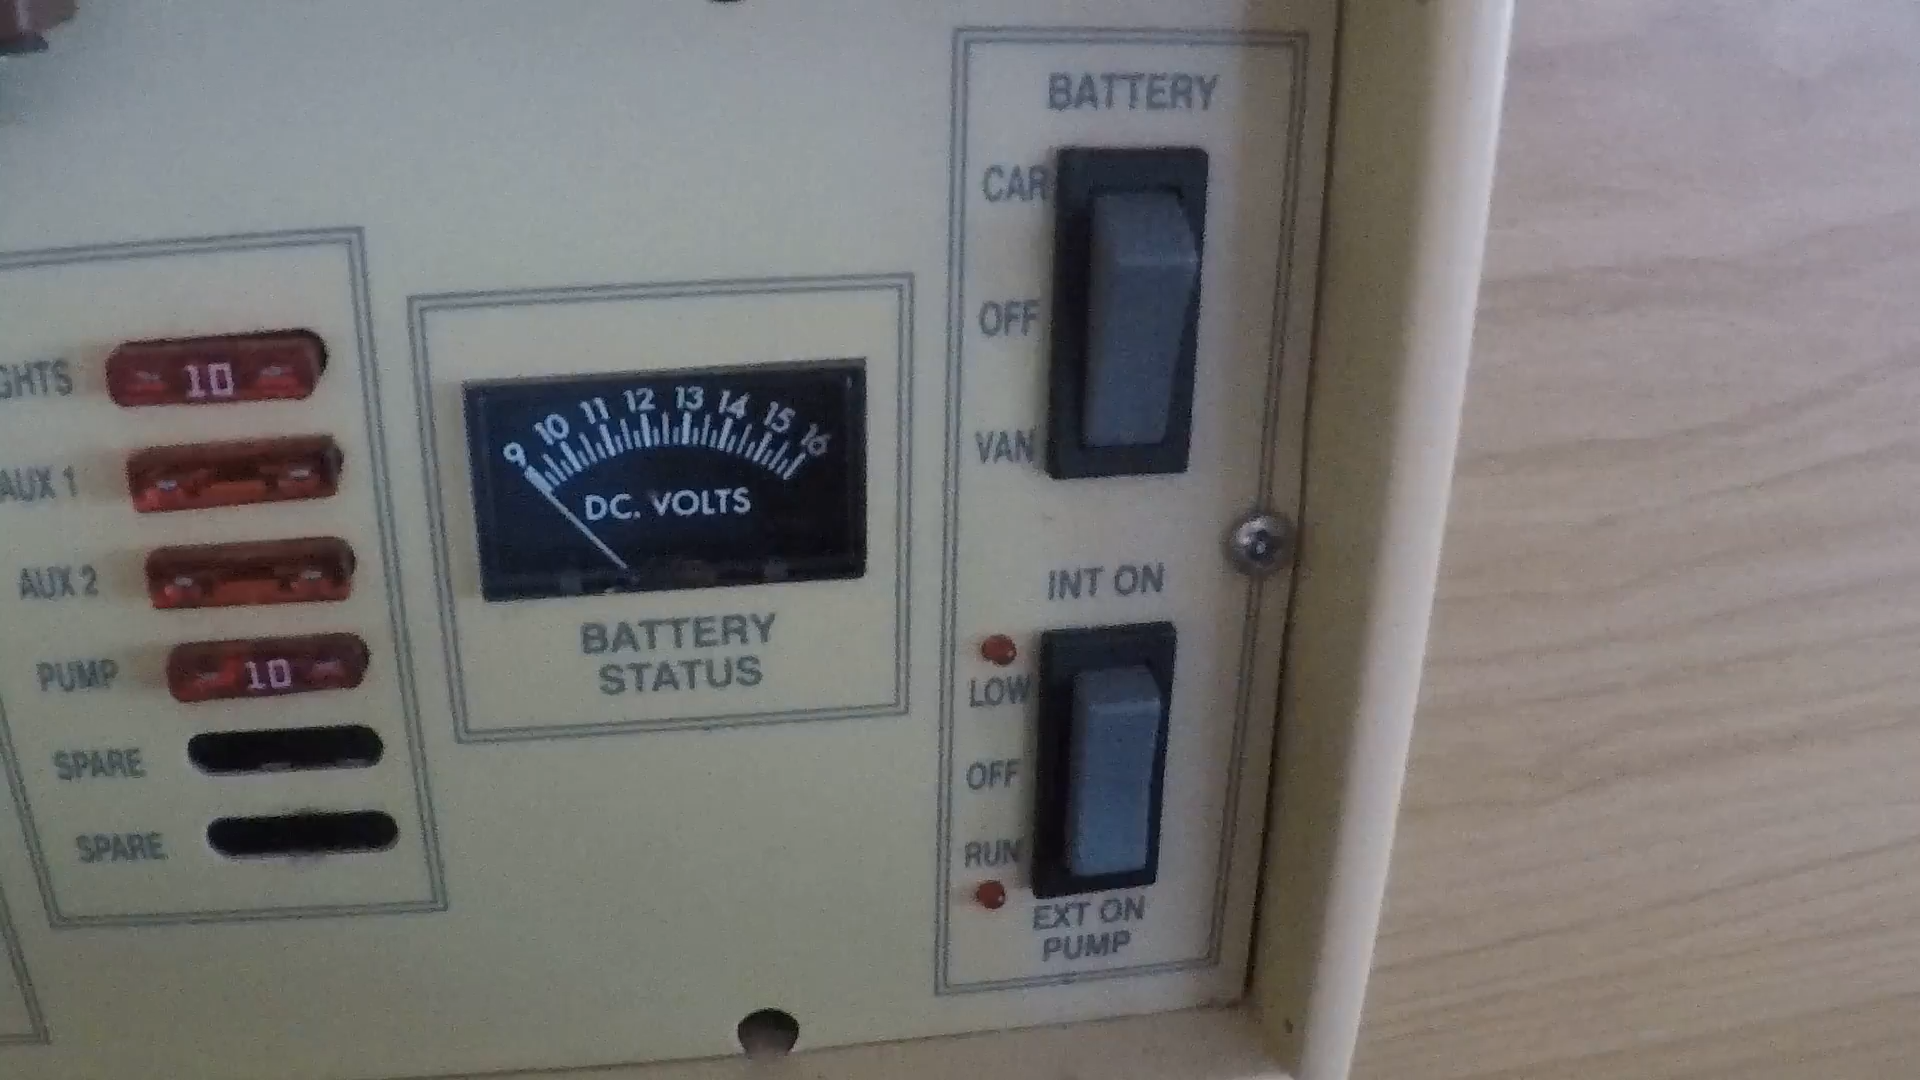 GHTS 10
AUX 1
AUX 2
PUMP 10
SPARE
SPARE
9 10 11 12 13 14 15 16
DC. VOLTS
BATTERY
STATUS
BATTERY
CAR
OFF
VAN
INT ON
LOW
OFF
RUN
EXT ON
PUMP